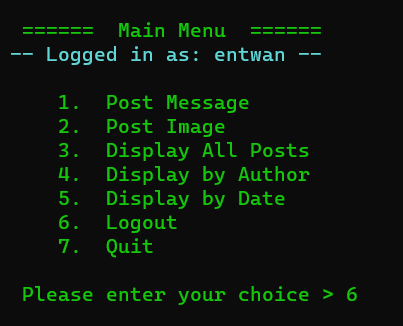 ====== Main Menu ======
-- Logged in as: entwan --
1. Post Message
2. Post Image
3. Display All Posts
4. Display by Author
5. Display by Date
6. Logout
7. Quit
Please enter your choice > 6